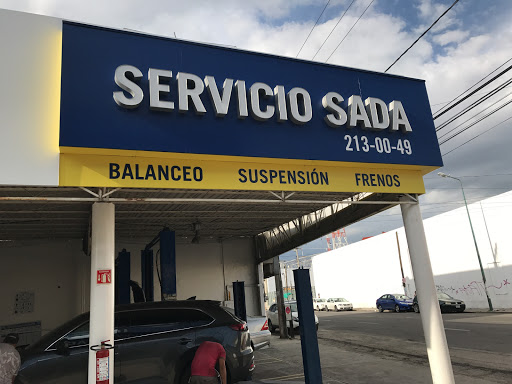 SERVICIO SADA
213-00-49
BALANCEO SUSPENSIÓN FRENOS